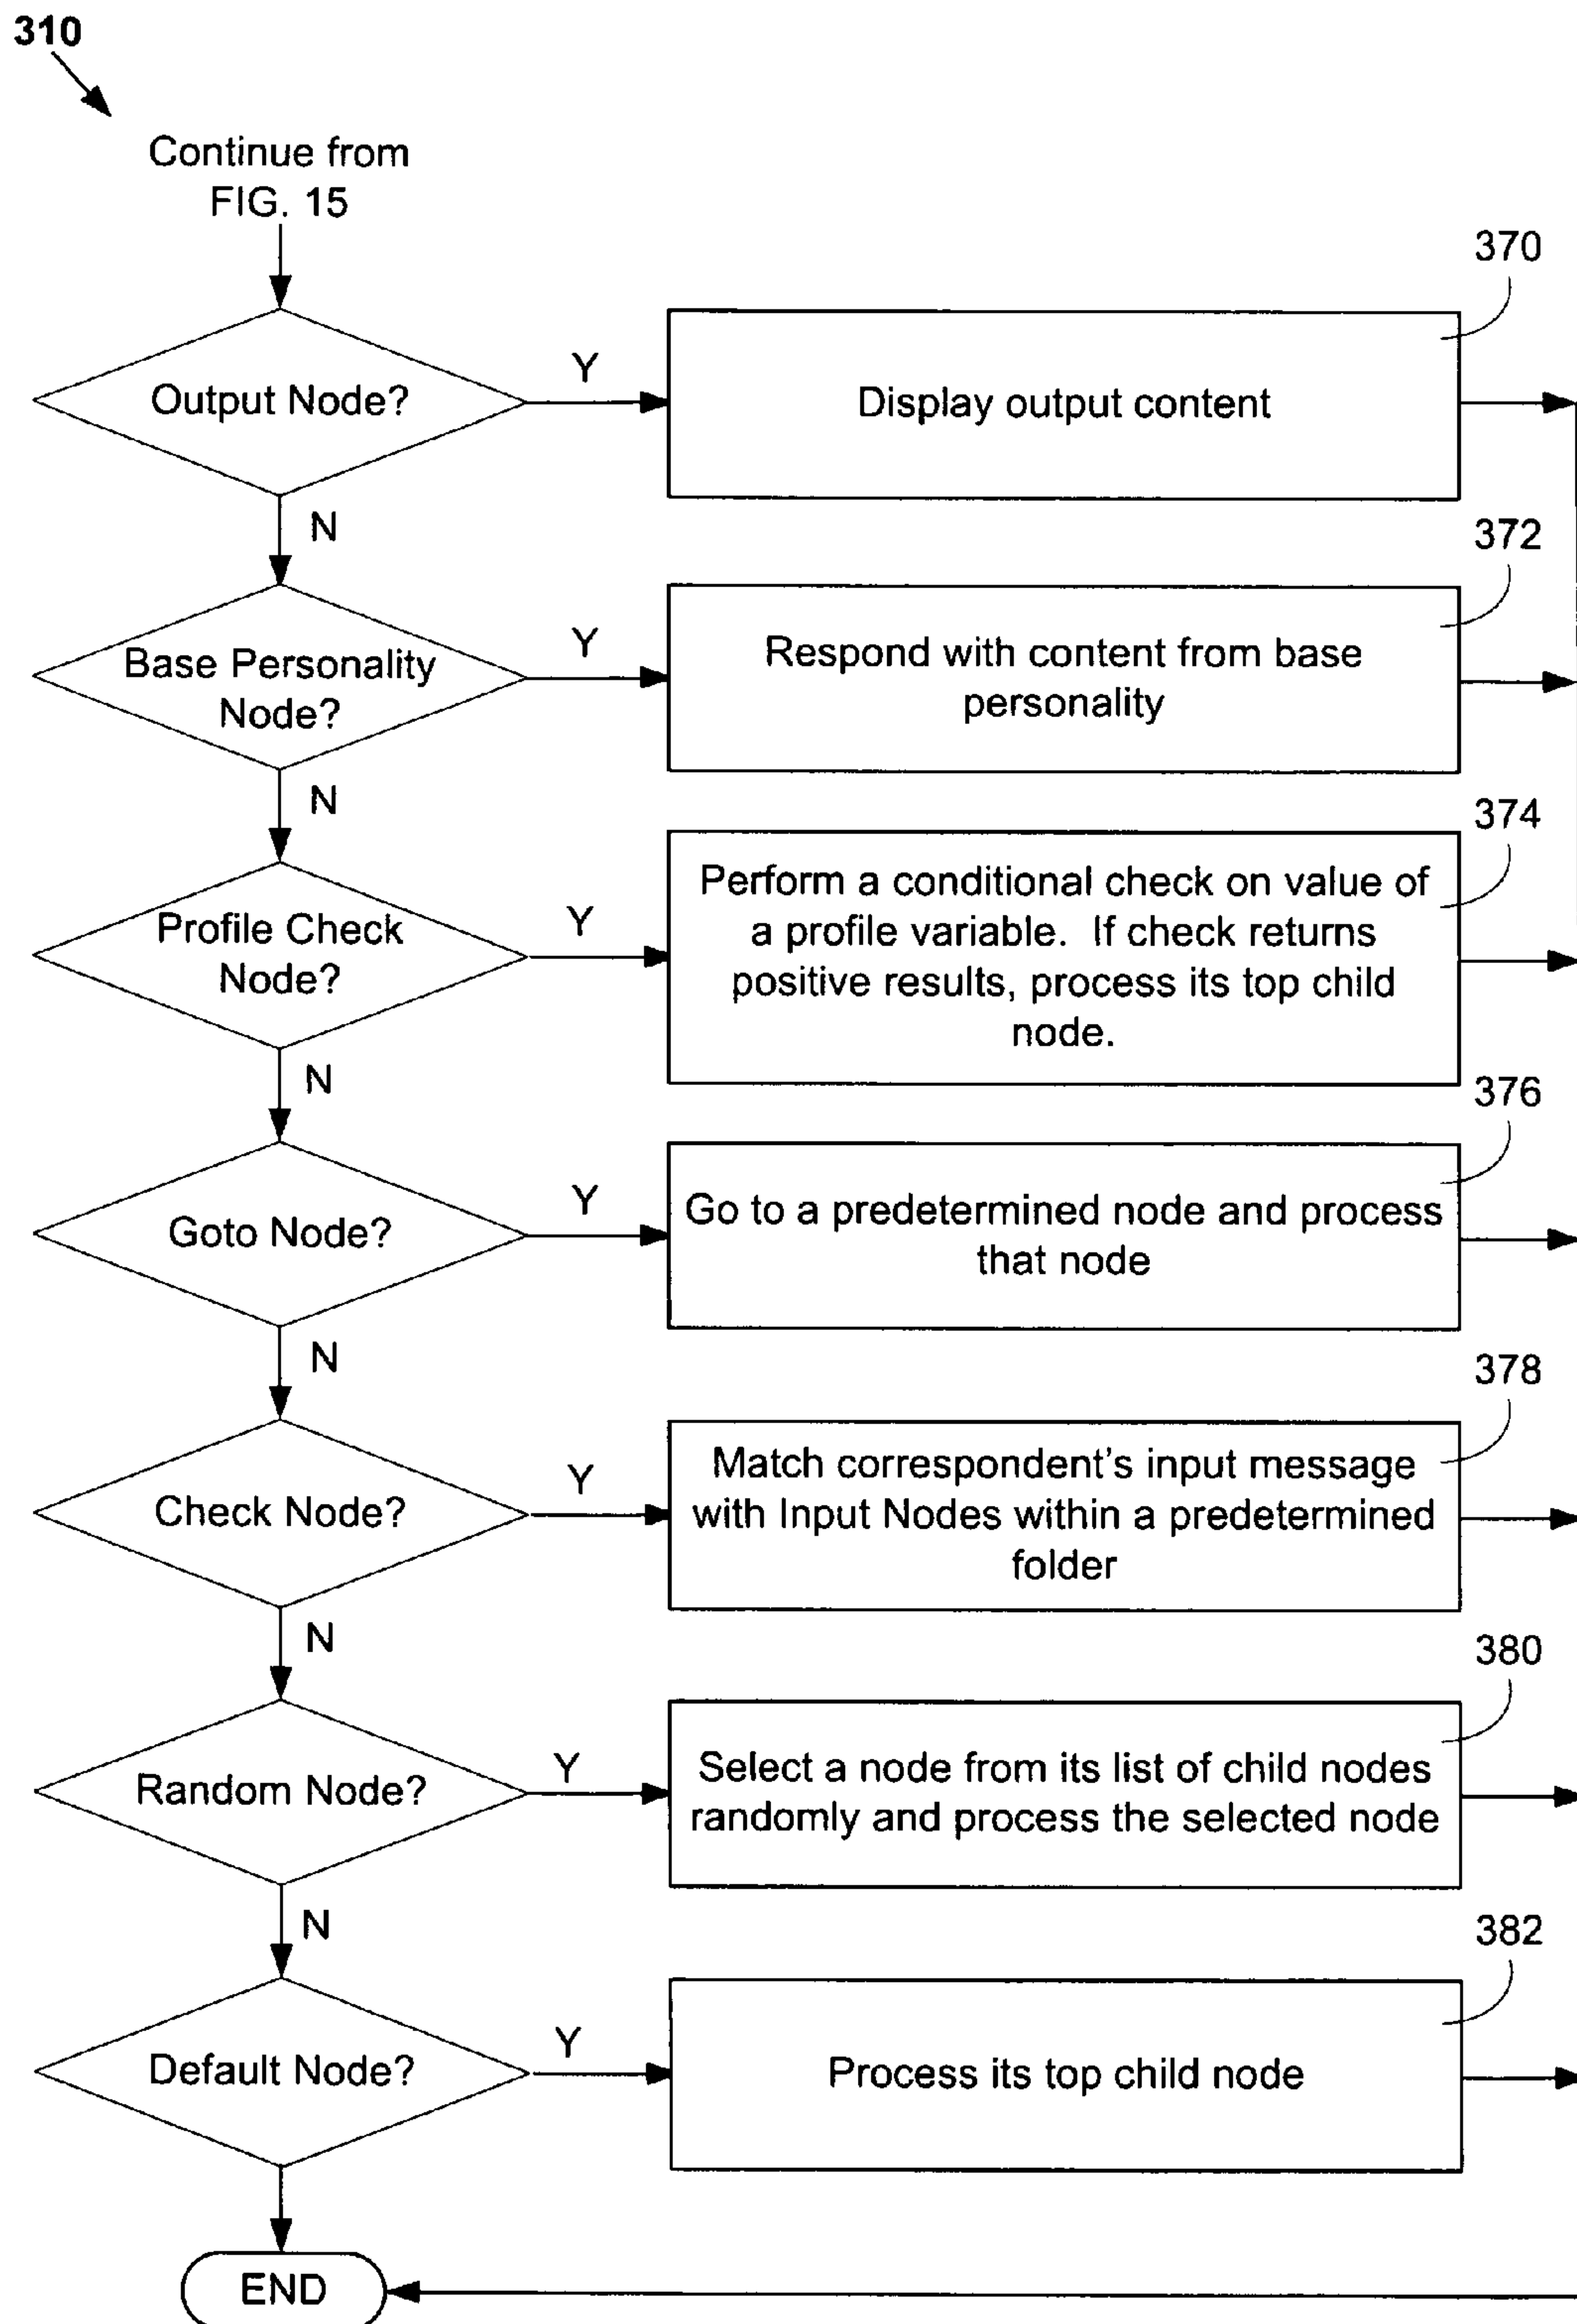 310
Continue from
FIG. 15
370
Output Node?
Y
Display output content
N
372
Base Personality
Node?
Y
Respond with content from base
personality
N
374
Profile Check
Node?
Y
Perform a conditional check on value of
a profile variable.  If check returns
positive results, process its top child
node.
N
376
Goto Node?
Y
Go to a predetermined node and process
that node
N
378
Check Node?
Y
Match correspondent's input message
with Input Nodes within a predetermined
folder
N
380
Random Node?
Y
Select a node from its list of child nodes
randomly and process the selected node
N
382
Default Node?
Y
Process its top child node
END